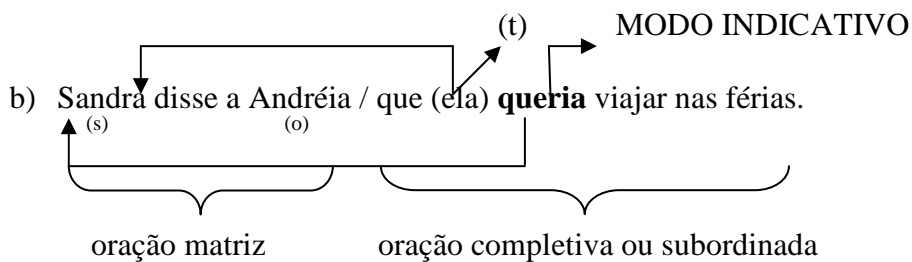 (t) MODO INDICATIVO
b) Sandra disse a Andréia / que (ela) queria viajar nas férias.
(s) (o)
oração matriz oração completiva ou subordinada